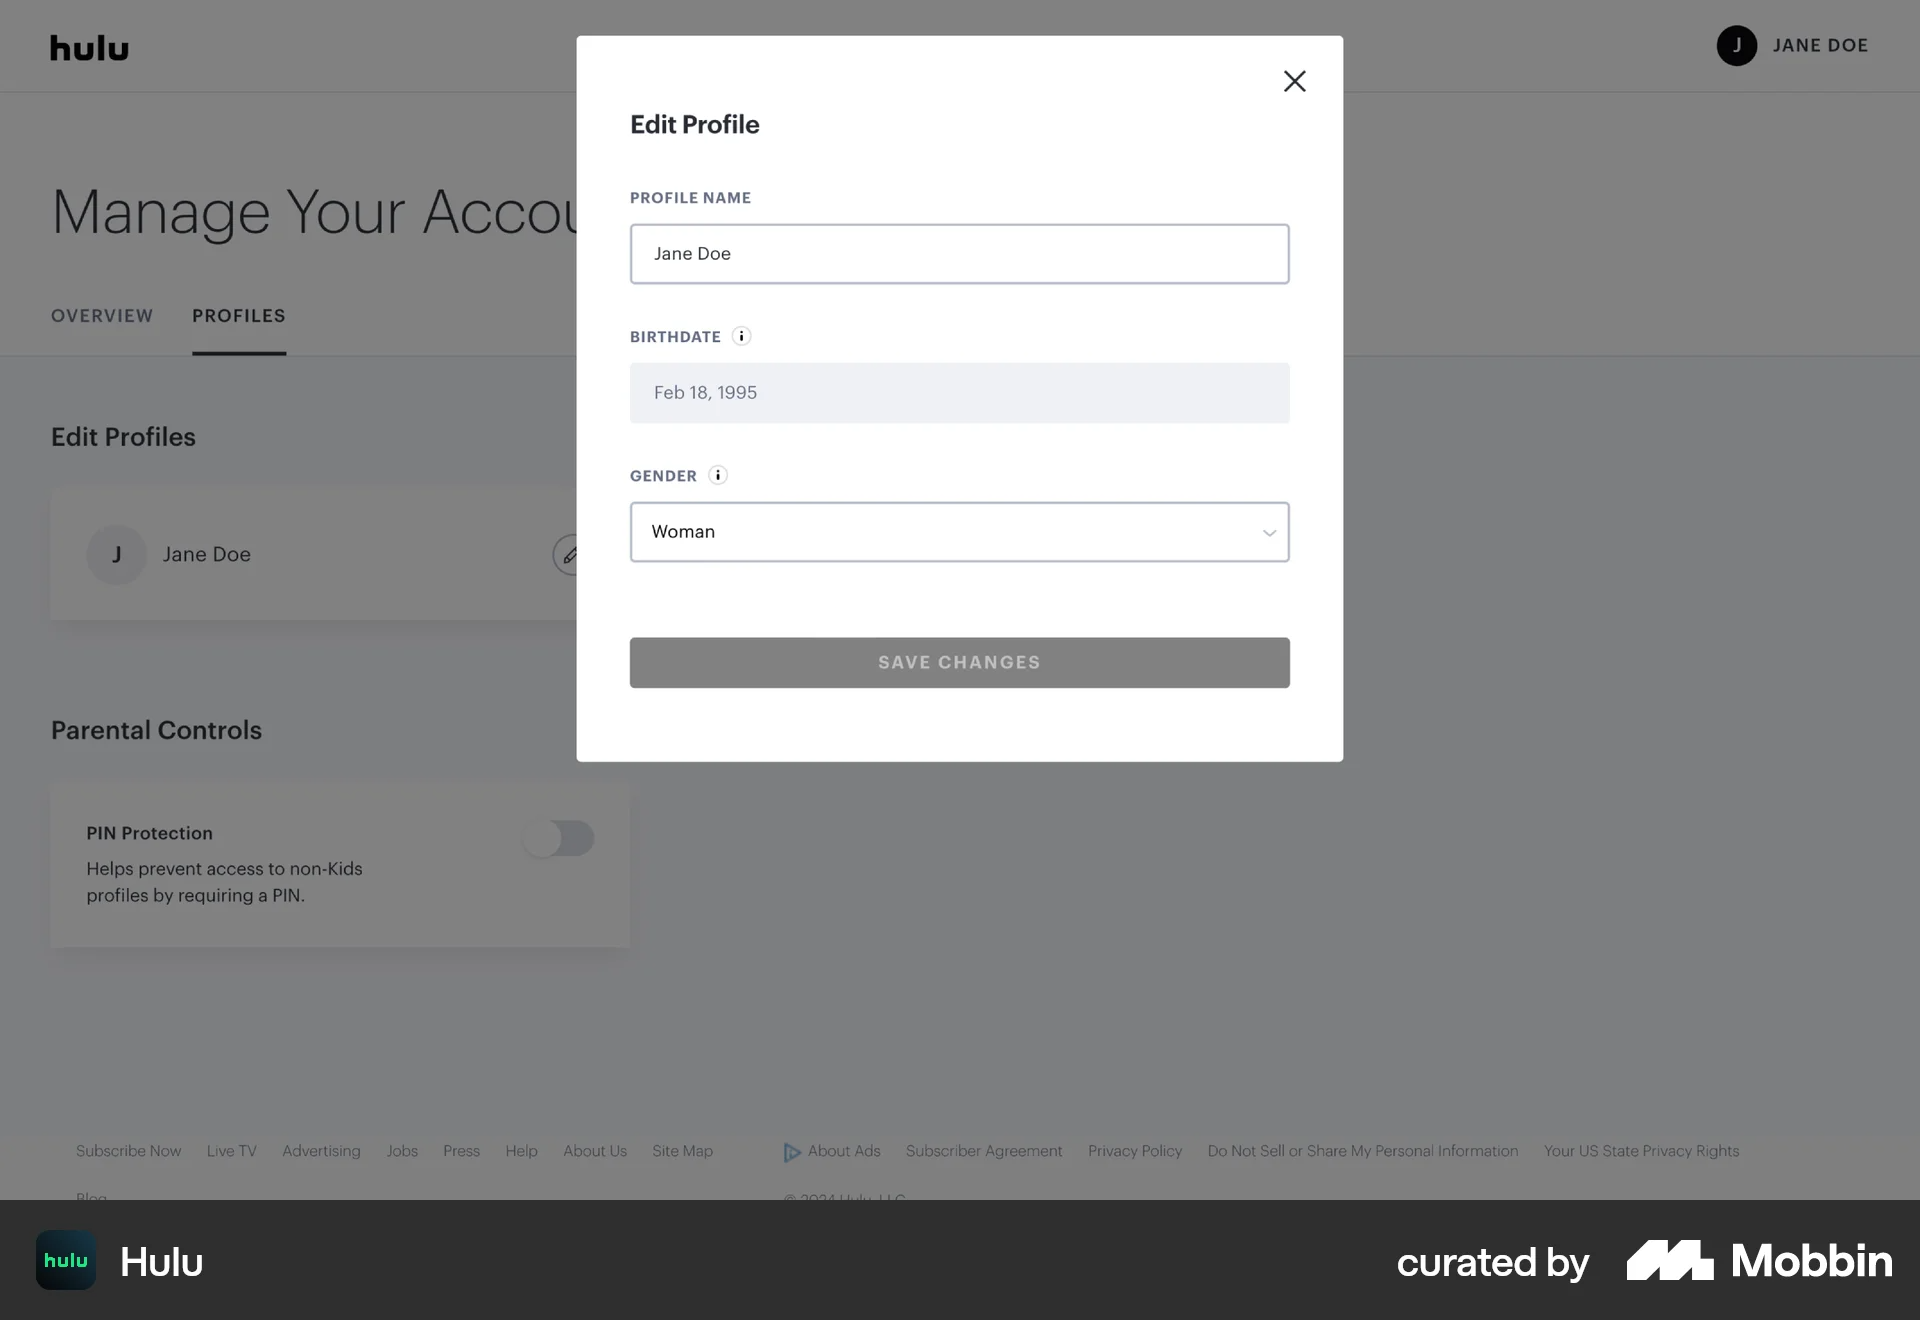 hulu
J JANE DOE
Manage Your Accou
OVERVIEW PROFILES
Edit Profiles
J Jane Doe
Parental Controls
PIN Protection
Helps prevent access to non-Kids
profiles by requiring a PIN.
Edit Profile
PROFILE NAME
Jane Doe
BIRTHDATE i
Feb 18, 1995
GENDER i
Woman
SAVE CHANGES
Subscribe Now Live TV Advertising Jobs Press Help About Us Site Map
Blog
About Ads Subscriber Agreement Privacy Policy Do Not Sell or Share My Personal Information Your US State Privacy Rights
© 2024 Hulu, LLC
hulu Hulu
curated by Mobbin